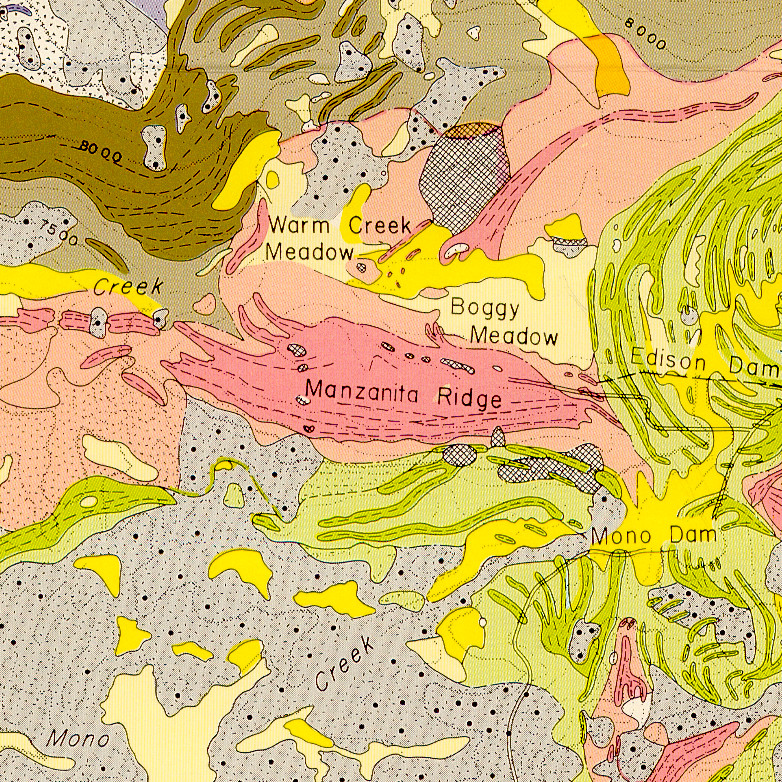 8000
8000
7500
Warm Creek
Meadow
Creek
Boggy
Meadow
Edison Dam
Manzanita Ridge
Mono Dam
Creek
Mono